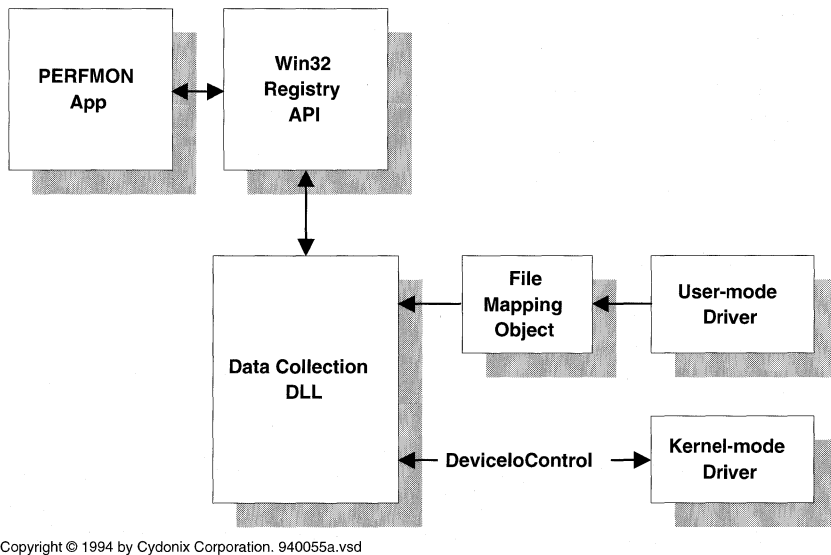 PERFMON
App
Win32
Registry
API
Data Collection
DLL
File
Mapping
Object
User-mode
Driver
DeviceIoControl
Kernel-mode
Driver
Copyright © 1994 by Cydonix Corporation. 940055a.vsd